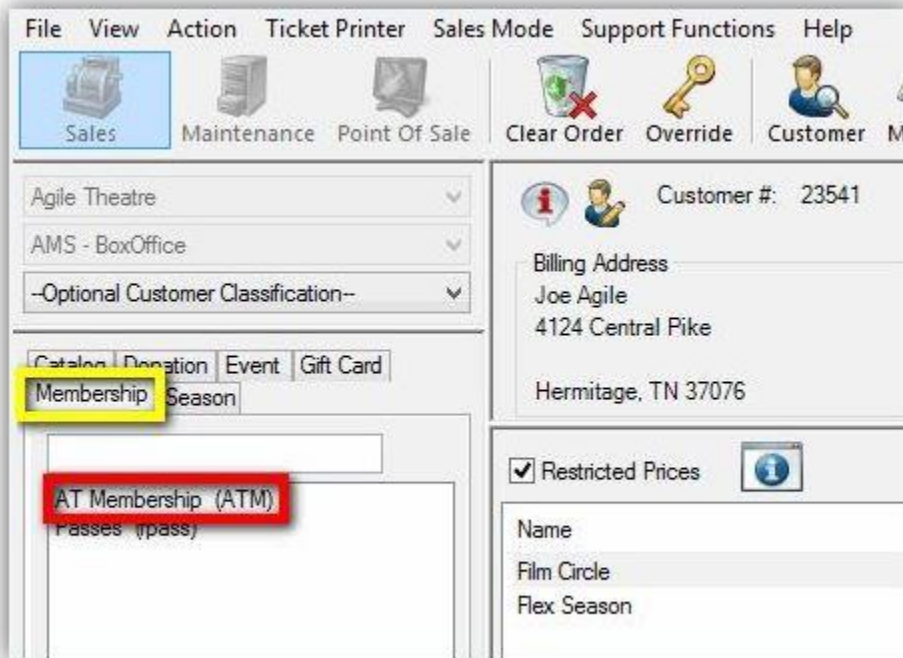 File View Action Ticket Printer Sales Mode Support Functions Help
Sales Maintenance Point Of Sale Clear Order Override Customer M
Agile Theatre
AMS - BoxOffice
--Optional Customer Classification--
Customer #: 23541
Billing Address
Joe Agile
4124 Central Pike
Hermitage, TN 37076
Catalog Donation Event Gift Card
Membership Season
AT Membership (ATM)
Passes (fpass)
Restricted Prices
Name
Film Circle
Flex Season